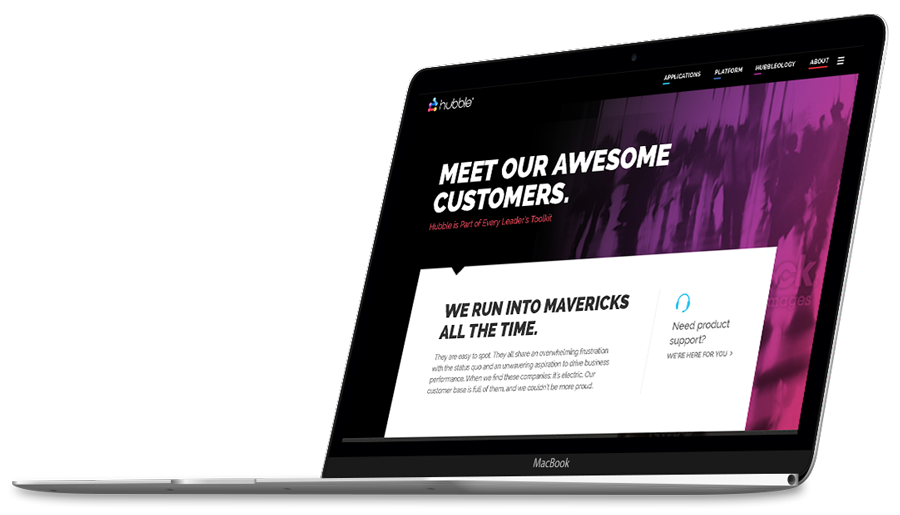 APPLICATIONS PLATFORM HUBBLEOLOGY ABOUT
hubble
MEET OUR AWESOME
CUSTOMERS.
Hubble is Part of Every Leader's Toolkit
WE RUN INTO MAVERICKS
ALL THE TIME.
They are easy to spot. They all share an overwhelming frustration
with the status quo and an unwavering aspiration to drive business
performance. When we find these companies; it's electric. Our
customer base is full of them, and we couldn't be more proud.
Need product
support?
WE'RE HERE FOR YOU >
MacBook